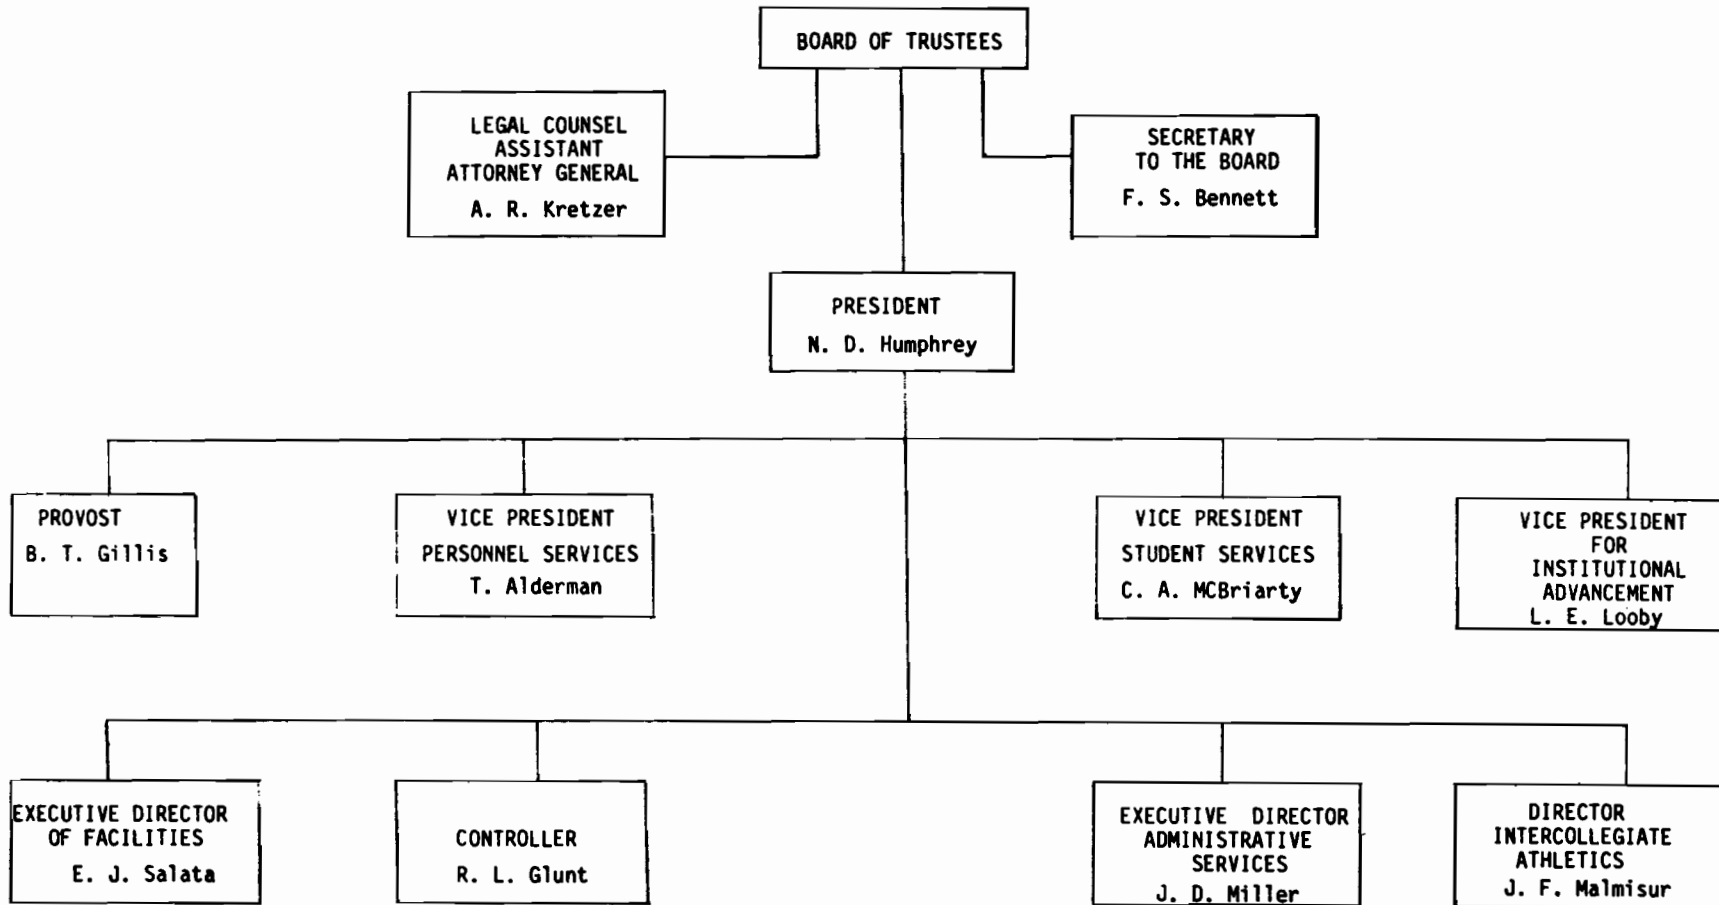 BOARD OF TRUSTEES
LEGAL COUNSEL
ASSISTANT
ATTORNEY GENERAL
A. R. Kretzer
SECRETARY
TO THE BOARD
F. S. Bennett
PRESIDENT
N. D. Humphrey
PROVOST
B. T. Gillis
VICE PRESIDENT
PERSONNEL SERVICES
T. Alderman
VICE PRESIDENT
STUDENT SERVICES
C. A. MCBriarty
VICE PRESIDENT
FOR
INSTITUTIONAL
ADVANCEMENT
L. E. Looby
EXECUTIVE DIRECTOR
OF FACILITIES
E. J. Salata
CONTROLLER
R. L. Glunt
EXECUTIVE DIRECTOR
ADMINISTRATIVE
SERVICES
J. D. Miller
DIRECTOR
INTERCOLLEGIATE
ATHLETICS
J. F. Malmisur